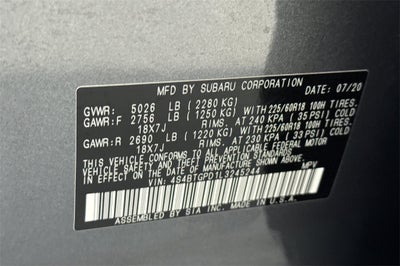 MFD BY SUBARU CORPORATION
DATE: 07/20
GVWR: 5026 LB (2280 KG)
GAWR:F 2756 LB (1250 KG) WITH 225/60R18 100H TIRES.
18X7J RIMS. AT 240 KPA (35 PSI) COLD
GAWR:R 2690 LB (1220 KG) WITH 225/60R18 100H TIRES.
18X7J RIMS. AT 230 KPA (33 PSI) COLD
THIS VEHICLE CONFORMS TO ALL APPLICABLE FEDERAL MOTOR
VEHICLE SAFETY AND THEFT PREVENTION STANDARDS IN EFFECT
ON THE DATE OF MANUFACTURE SHOWN ABOVE.
VIN: 4S4BTGPD1L3245244 MPV
ASSEMBLED BY SIA INC. MADE IN U.S.A.